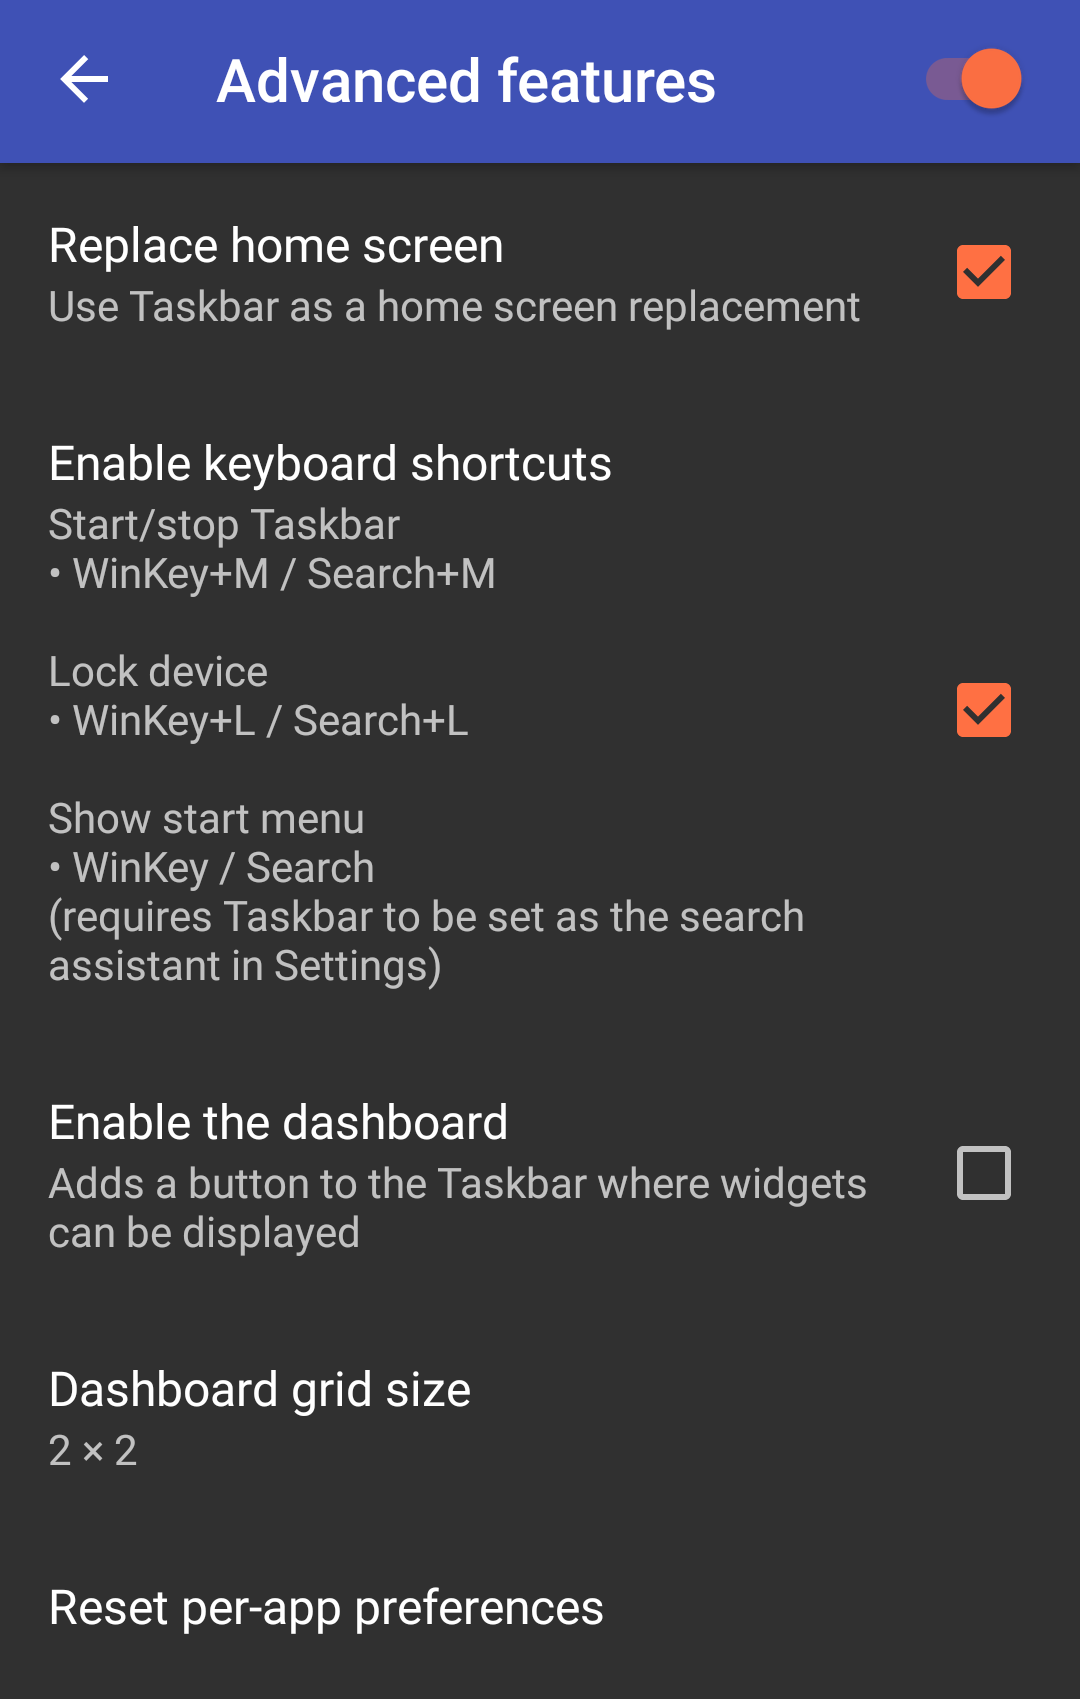 Advanced features
Replace home screen
Use Taskbar as a home screen replacement
Enable keyboard shortcuts
Start/stop Taskbar
• WinKey+M / Search+M
Lock device
• WinKey+L / Search+L
Show start menu
• WinKey / Search
(requires Taskbar to be set as the search
assistant in Settings)
Enable the dashboard
Adds a button to the Taskbar where widgets
can be displayed
Dashboard grid size
2 × 2
Reset per-app preferences